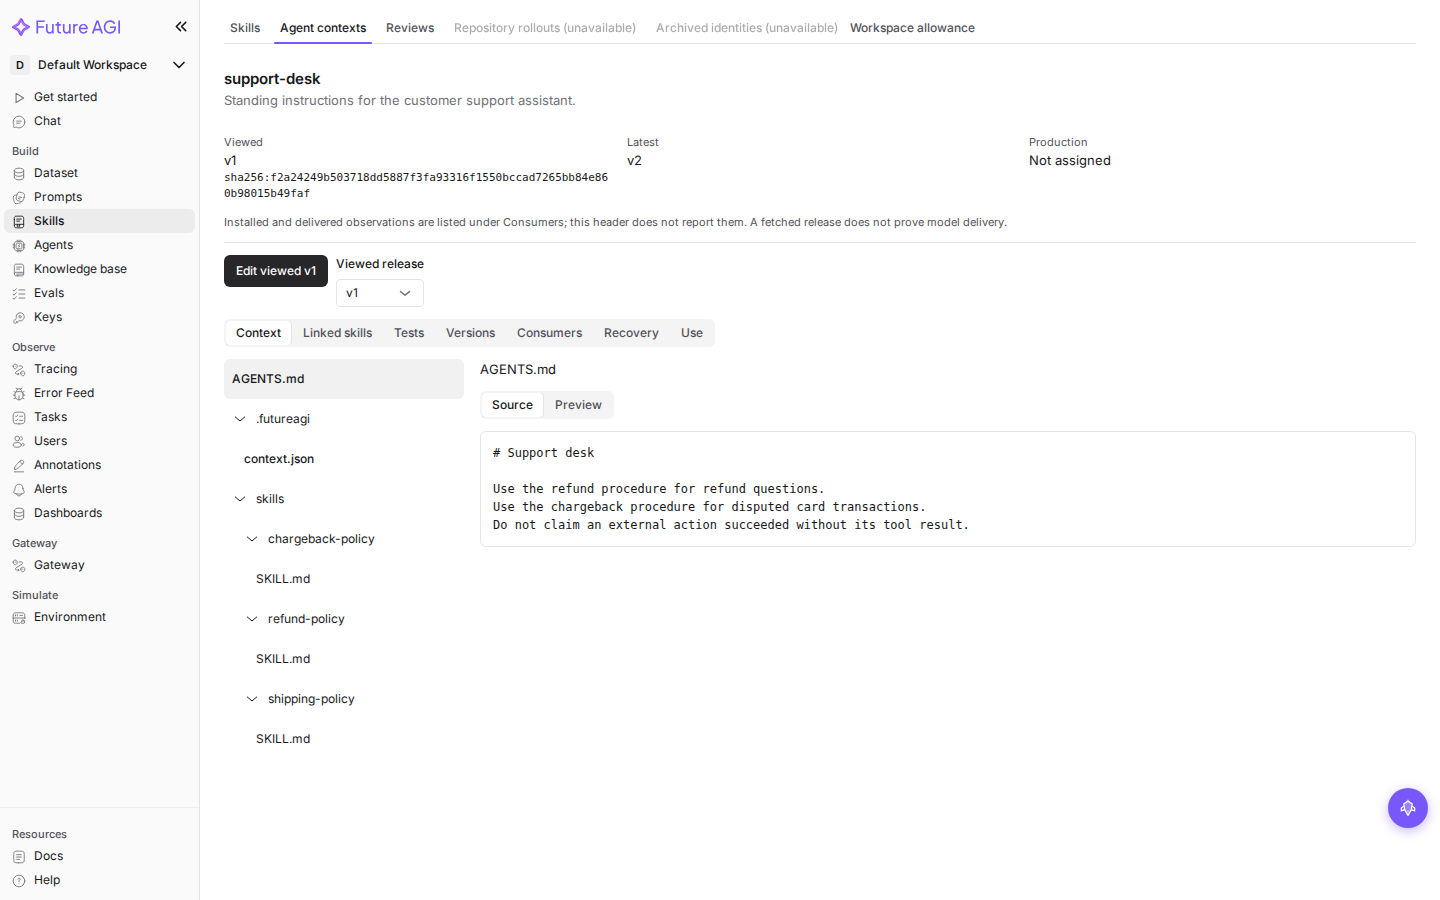 Future AGI
D Default Workspace
Get started
Chat
Build
Dataset
Prompts
Skills
Agents
Knowledge base
Evals
Keys
Observe
Tracing
Error Feed
Tasks
Users
Annotations
Alerts
Dashboards
Gateway
Gateway
Simulate
Environment
Resources
Docs
Help
Skills Agent contexts Reviews Repository rollouts (unavailable) Archived identities (unavailable) Workspace allowance
support-desk
Standing instructions for the customer support assistant.
Viewed Latest Production
v1 v2 Not assigned
sha256:f2a24249b503718dd5887f3fa93316f1550bccad7265bb84e86
0b98015b49faf
Installed and delivered observations are listed under Consumers; this header does not report them. A fetched release does not prove model delivery.
Edit viewed v1
Viewed release
v1
Context Linked skills Tests Versions Consumers Recovery Use
AGENTS.md
.futureagi
context.json
skills
chargeback-policy
SKILL.md
refund-policy
SKILL.md
shipping-policy
SKILL.md
AGENTS.md
Source Preview
# Support desk
Use the refund procedure for refund questions.
Use the chargeback procedure for disputed card transactions.
Do not claim an external action succeeded without its tool result.